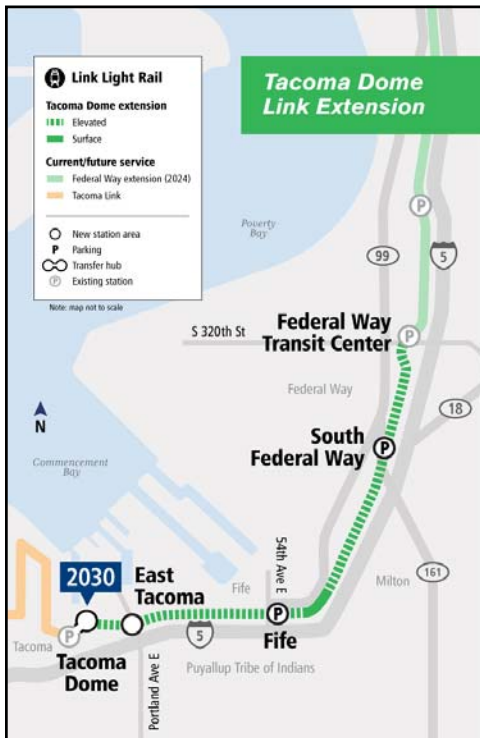 Link Light Rail
Tacoma Dome extension
Elevated
Surface
Current/future service
Federal Way extension (2024)
Tacoma Link
New station area
P
Parking
Transfer hub
P
Existing station
Note: map not to scale
Tacoma Dome
Link Extension
Poverty
Bay
P
99
5
S 320th St
Federal Way
Transit Center
P
Federal Way
18
N
South
Federal Way
P
Commencement
Bay
2030
East
Tacoma
Fife
54th Ave E
Milton
161
P
Tacoma
P
Tacoma
Dome
5
Fife
Portland Ave E
Puyallup Tribe of Indians